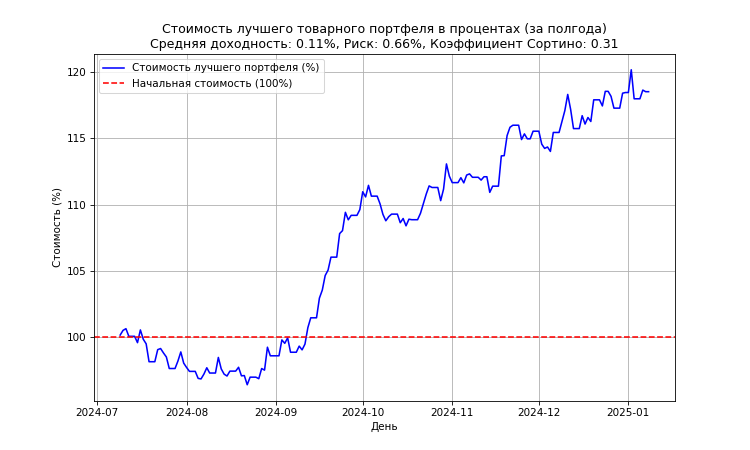 Стоимость лучшего товарного портфеля в процентах (за полгода)
Средняя доходность: 0.11%, Риск: 0.66%, Коэффициент Сортино: 0.31
Стоимость лучшего портфеля (%)
Начальная стоимость (100%)
Стоимость (%)
120
115
110
105
100
2024-07 2024-08 2024-09 2024-10 2024-11 2024-12 2025-01
День